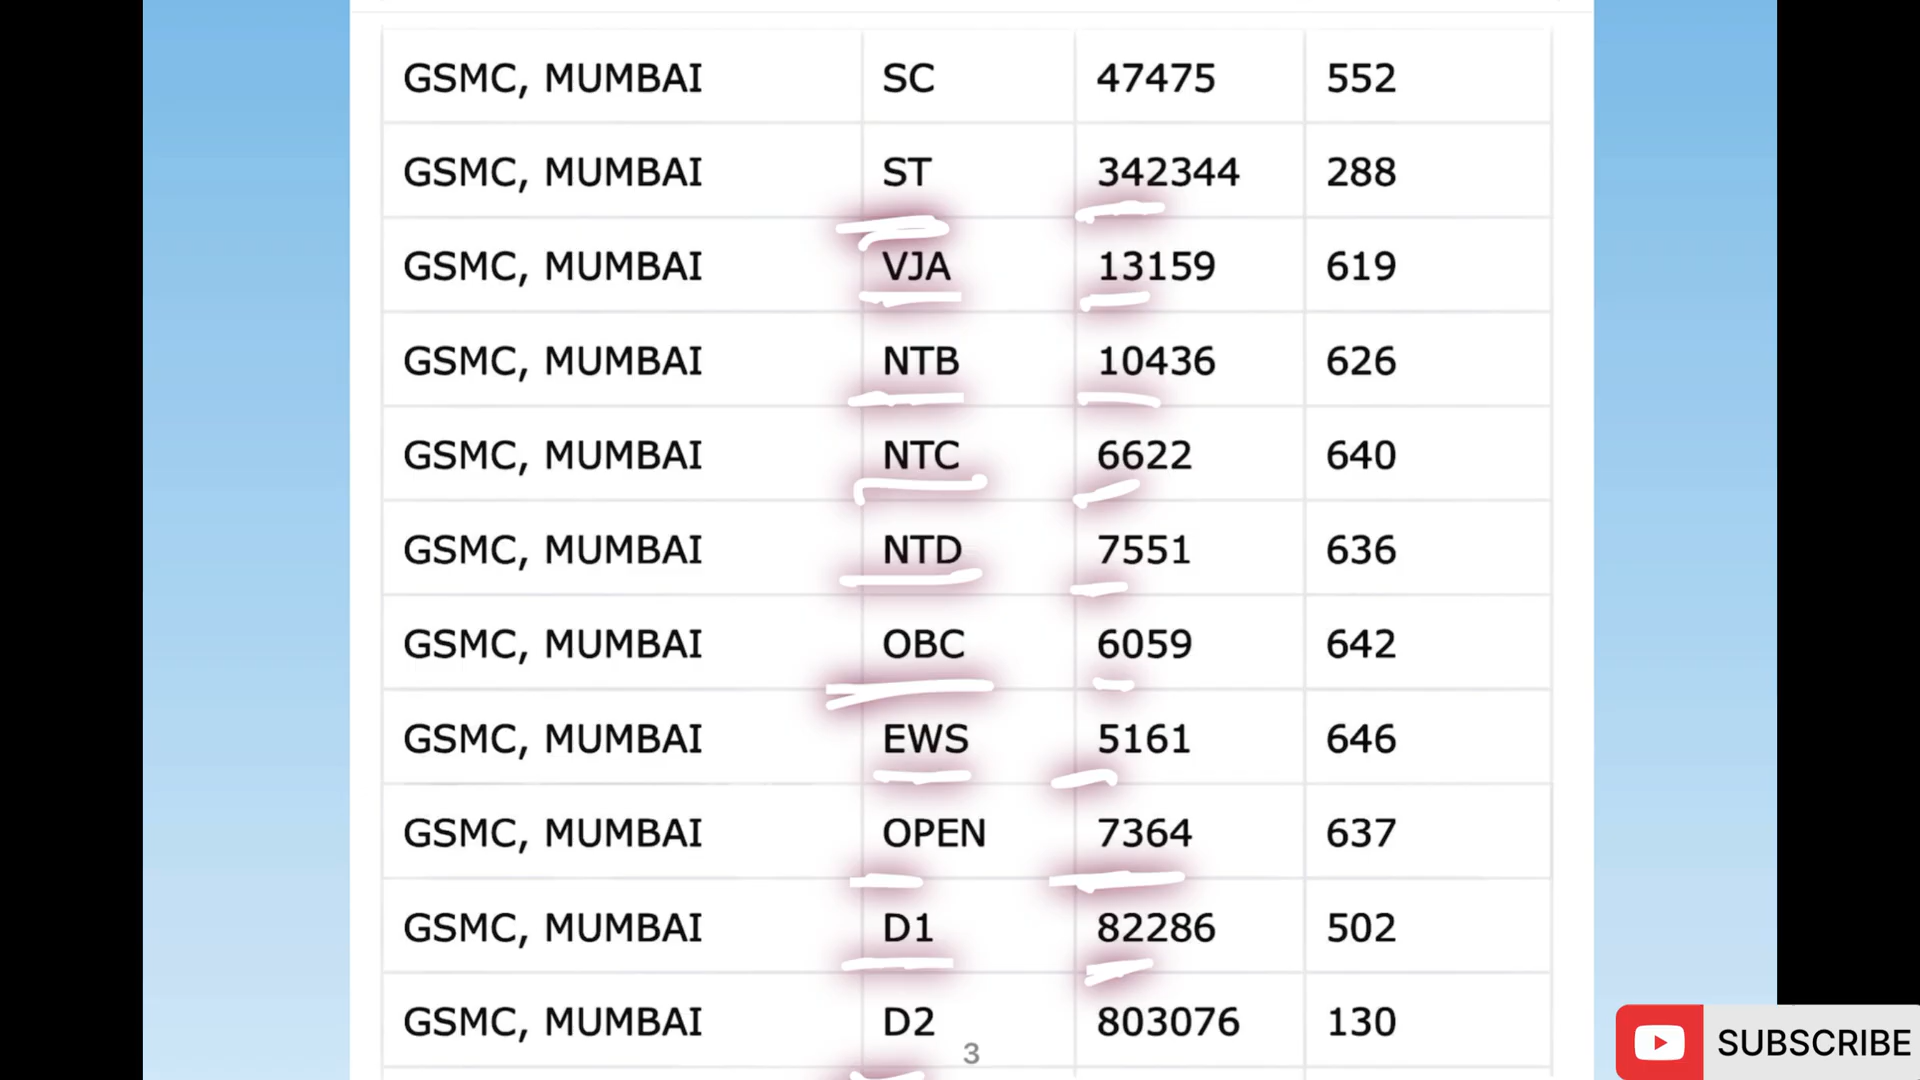 GSMC, MUMBAI SC 47475 552
GSMC, MUMBAI ST 342344 288
GSMC, MUMBAI VJA 13159 619
GSMC, MUMBAI NTB 10436 626
GSMC, MUMBAI NTC 6622 640
GSMC, MUMBAI NTD 7551 636
GSMC, MUMBAI OBC 6059 642
GSMC, MUMBAI EWS 5161 646
GSMC, MUMBAI OPEN 7364 637
GSMC, MUMBAI D1 82286 502
GSMC, MUMBAI D2 803076 130
3
SUBSCRIBE